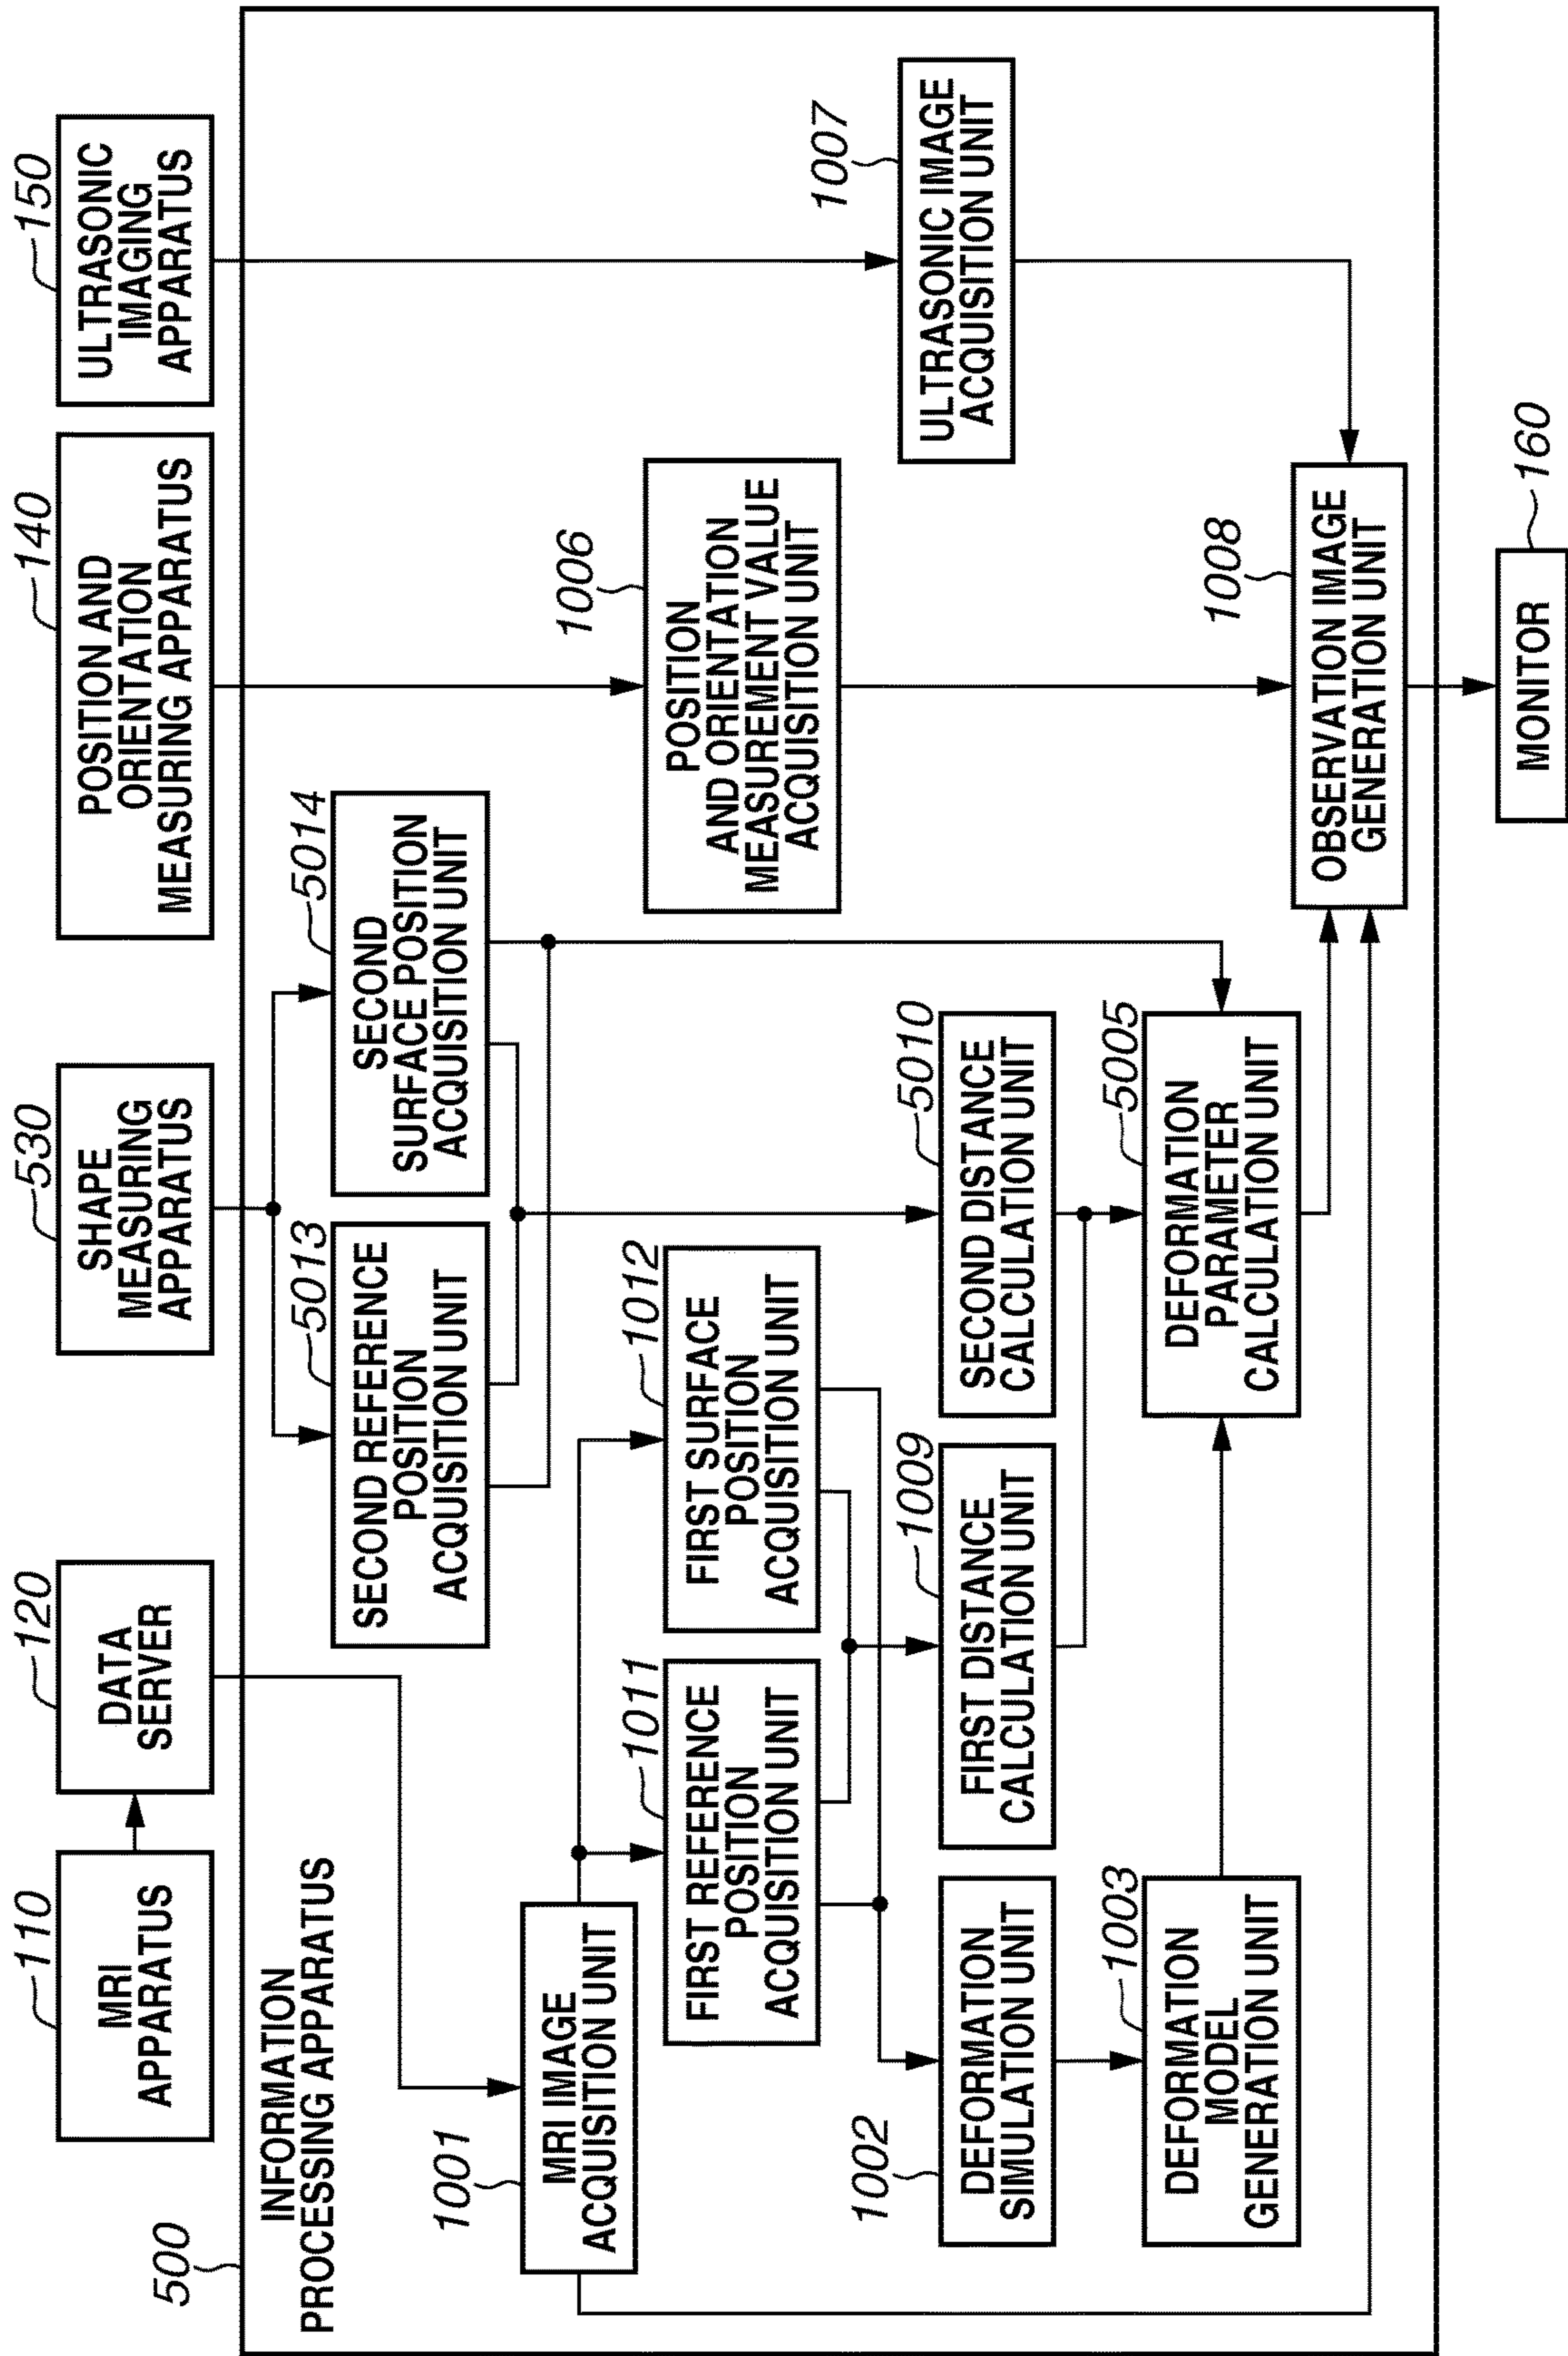 110
MRI
APPARATUS
120
DATA
SERVER
530
SHAPE
MEASURING
APPARATUS
140
POSITION AND
ORIENTATION
MEASURING APPARATUS
150
ULTRASONIC
IMAGING
APPARATUS
500
INFORMATION
PROCESSING APPARATUS
5013
SECOND REFERENCE
POSITION
ACQUISITION UNIT
5014
SECOND
SURFACE POSITION
ACQUISITION UNIT
1001
MRI IMAGE
ACQUISITION UNIT
1011
FIRST REFERENCE
POSITION
ACQUISITION UNIT
1012
FIRST SURFACE
POSITION
ACQUISITION UNIT
1006
POSITION
AND ORIENTATION
MEASUREMENT VALUE
ACQUISITION UNIT
1002
DEFORMATION
SIMULATION UNIT
1009
FIRST DISTANCE
CALCULATION UNIT
5010
SECOND DISTANCE
CALCULATION UNIT
1007
ULTRASONIC IMAGE
ACQUISITION UNIT
1003
DEFORMATION
MODEL
GENERATION UNIT
5005
DEFORMATION
PARAMETER
CALCULATION UNIT
1008
OBSERVATION IMAGE
GENERATION UNIT
160
MONITOR